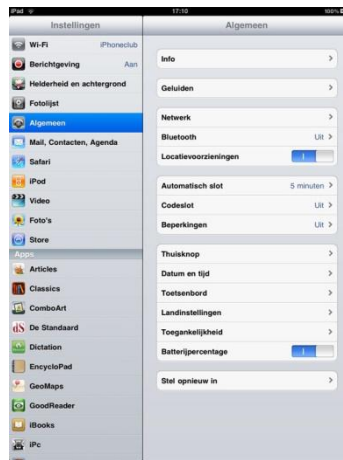 iPad 17:10 100%
Instellingen
Wi-Fi iPhoneclub
Berichtgeving Aan
Helderheid en achtergrond
Fotolijst
Algemeen
Mail, Contacten, Agenda
Safari
iPod
Video
Foto's
Store
Apps
Articles
Classics
ComboArt
dS De Standaard
Dictation
EncycloPad
GeoMaps
GoodReader
iBooks
iPc
Algemeen
Info
Geluiden
Netwerk
Bluetooth Uit
Locatievoorzieningen
Automatisch slot 5 minuten
Codeslot Uit
Beperkingen Uit
Thuisknop
Datum en tijd
Toetsenbord
Landinstellingen
Toegankelijkheid
Batterijpercentage
Stel opnieuw in